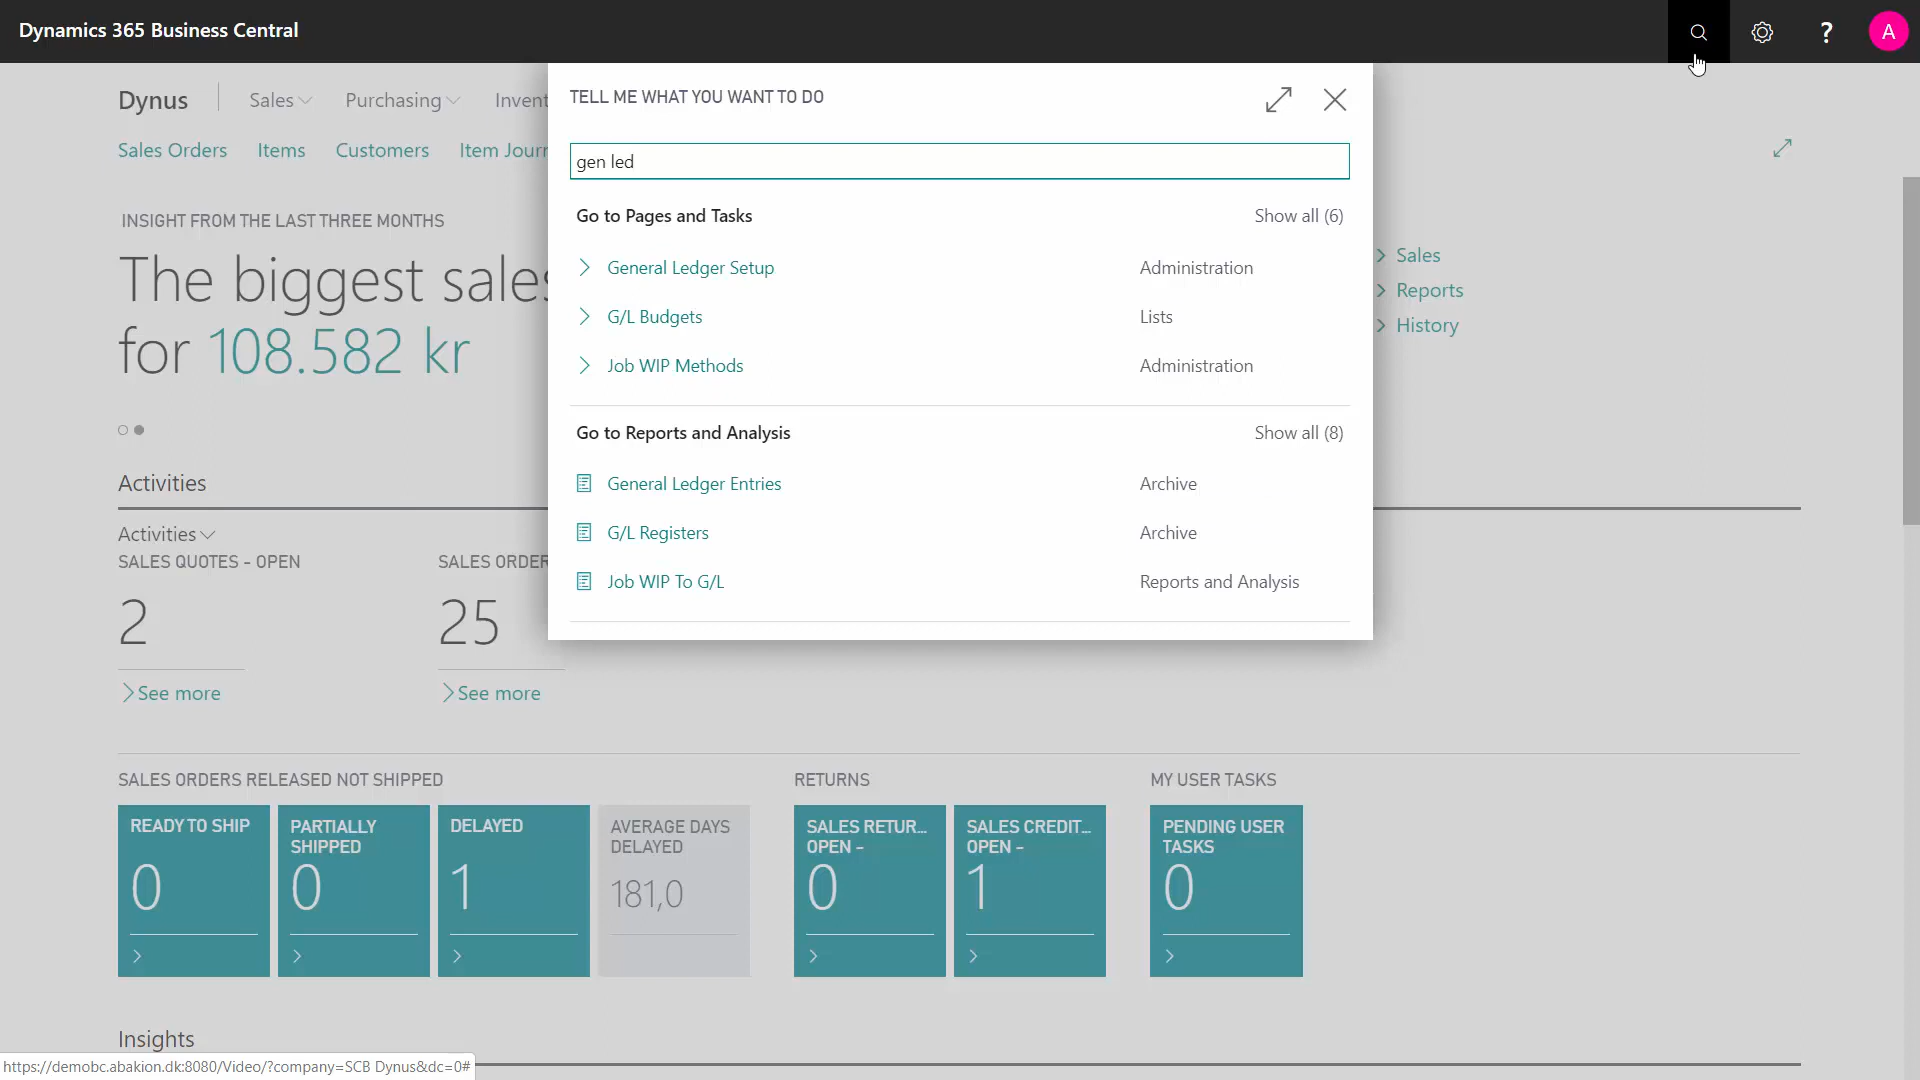 Dynamics 365 Business Central
A
Dynus
Sales
Purchasing
Invent
Sales Orders
Items
Customers
Item Journ
INSIGHT FROM THE LAST THREE MONTHS
The biggest sales
for 108.582 kr
TELL ME WHAT YOU WANT TO DO
gen led
Go to Pages and Tasks
Show all (6)
General Ledger Setup
Administration
G/L Budgets
Lists
Job WIP Methods
Administration
Go to Reports and Analysis
Show all (8)
General Ledger Entries
Archive
G/L Registers
Archive
Job WIP To G/L
Reports and Analysis
Sales
Reports
History
Activities
Activities
SALES QUOTES - OPEN
2
See more
SALES ORDER
25
See more
SALES ORDERS RELEASED NOT SHIPPED
READY TO SHIP
0
PARTIALLY
SHIPPED
0
DELAYED
1
AVERAGE DAYS
DELAYED
181,0
RETURNS
SALES RETUR...
OPEN -
0
SALES CREDIT...
OPEN -
1
MY USER TASKS
PENDING USER
TASKS
0
Insights
https://demobc.abakion.dk:8080/Video/?company=SCB Dynus&dc=0#